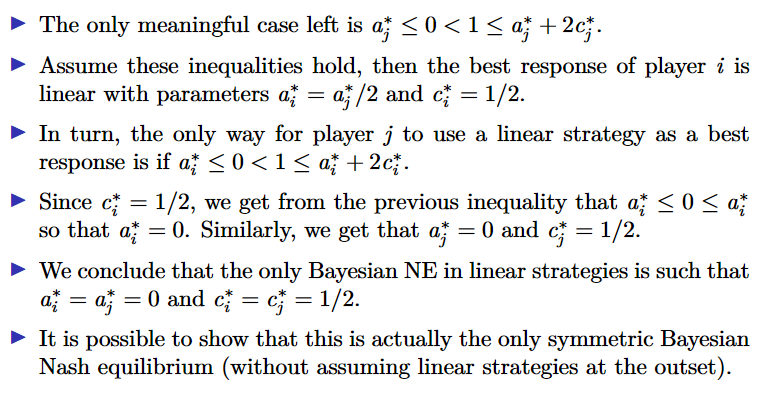 ▶ The only meaningful case left is $a_j^* \leq 0 < 1 \leq a_j^* + 2c_j^*$.
▶ Assume these inequalities hold, then the best response of player $i$ is
linear with parameters $a_i^* = a_j^*/2$ and $c_i^* = 1/2$.
▶ In turn, the only way for player $j$ to use a linear strategy as a best
response is if $a_i^* \leq 0 < 1 \leq a_i^* + 2c_i^*$.
▶ Since $c_i^* = 1/2$, we get from the previous inequality that $a_i^* \leq 0 \leq a_i^*$
so that $a_i^* = 0$. Similarly, we get that $a_j^* = 0$ and $c_j^* = 1/2$.
▶ We conclude that the only Bayesian NE in linear strategies is such that
$a_i^* = a_j^* = 0$ and $c_i^* = c_j^* = 1/2$.
▶ It is possible to show that this is actually the only symmetric Bayesian
Nash equilibrium (without assuming linear strategies at the outset).